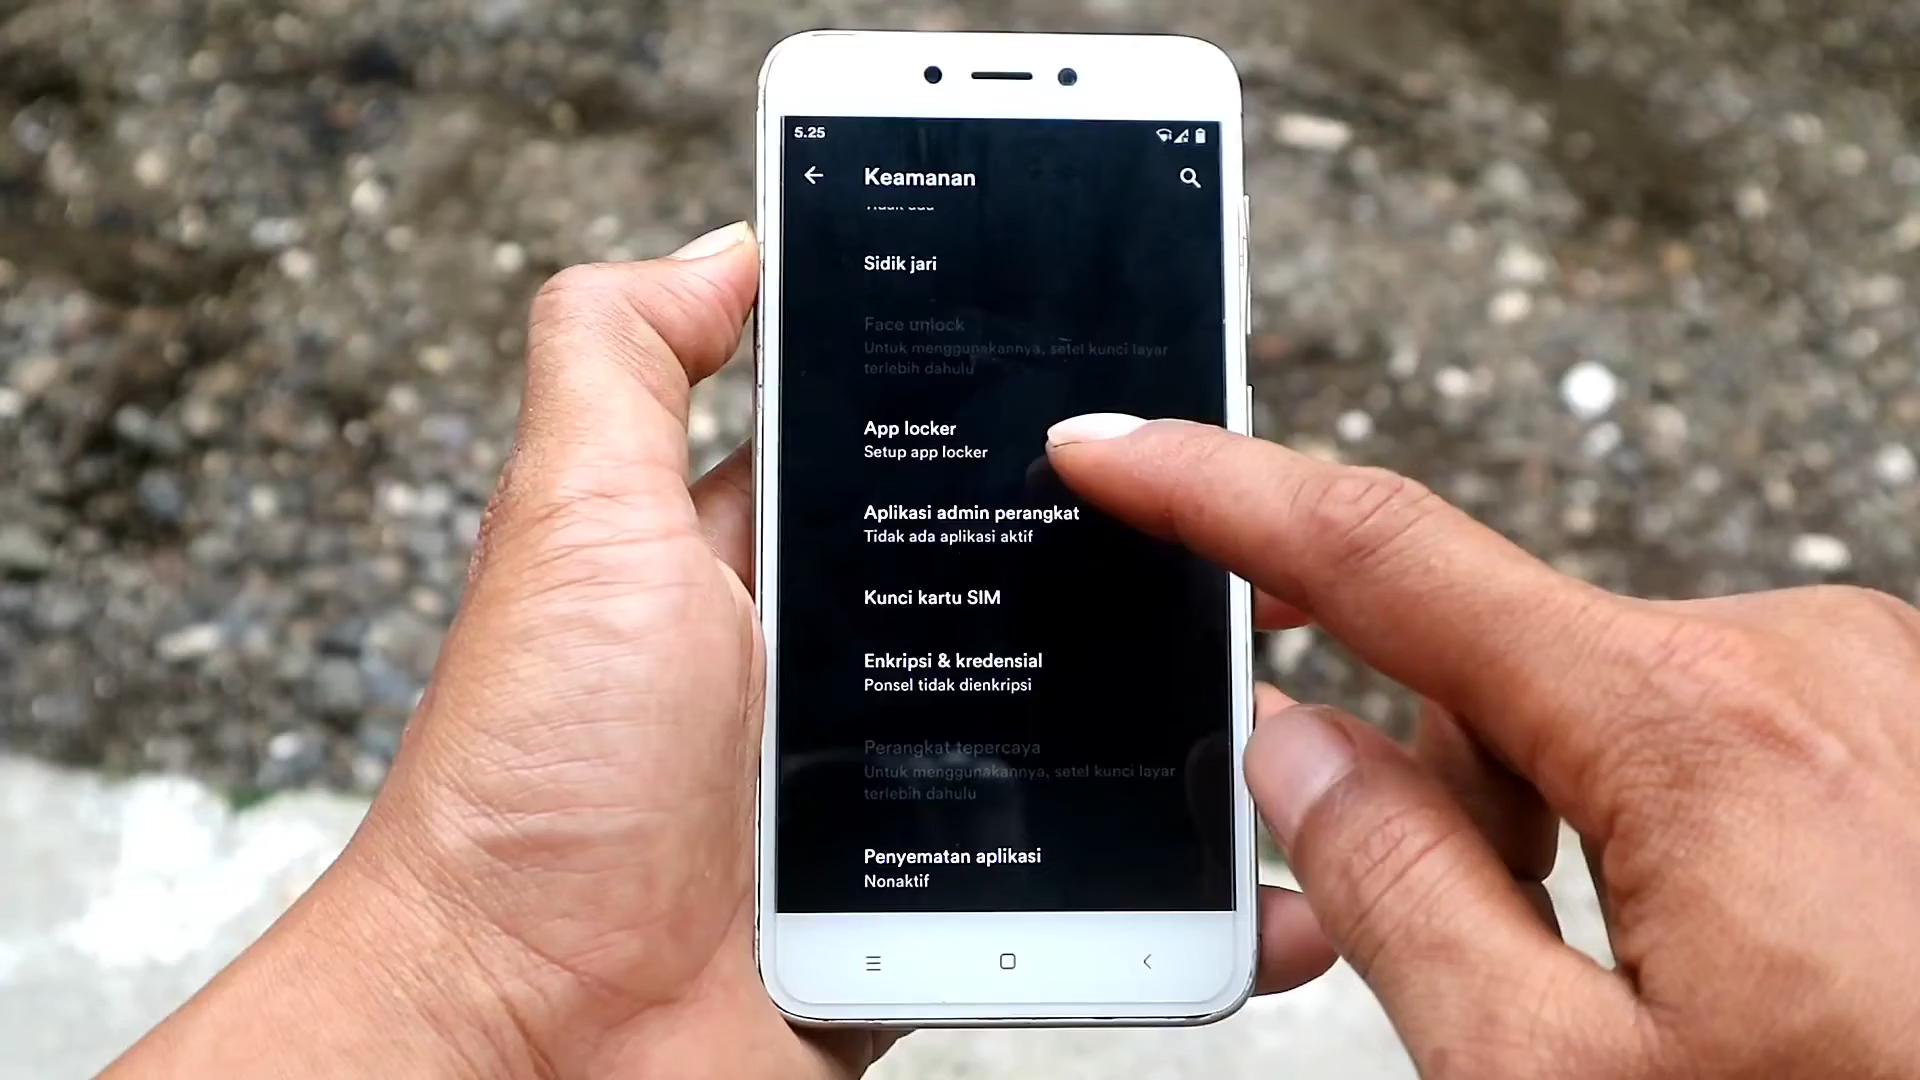 5.25
Keamanan
Sidik jari
Face unlock
Untuk menggunakannya, setel kunci layar
terlebih dahulu
App locker
Setup app locker
Aplikasi admin perangkat
Tidak ada aplikasi aktif
Kunci kartu SIM
Enkripsi & kredensial
Ponsel tidak dienkripsi
Perangkat tepercaya
Untuk menggunakannya, setel kunci layar
terlebih dahulu
Penyematan aplikasi
Nonaktif